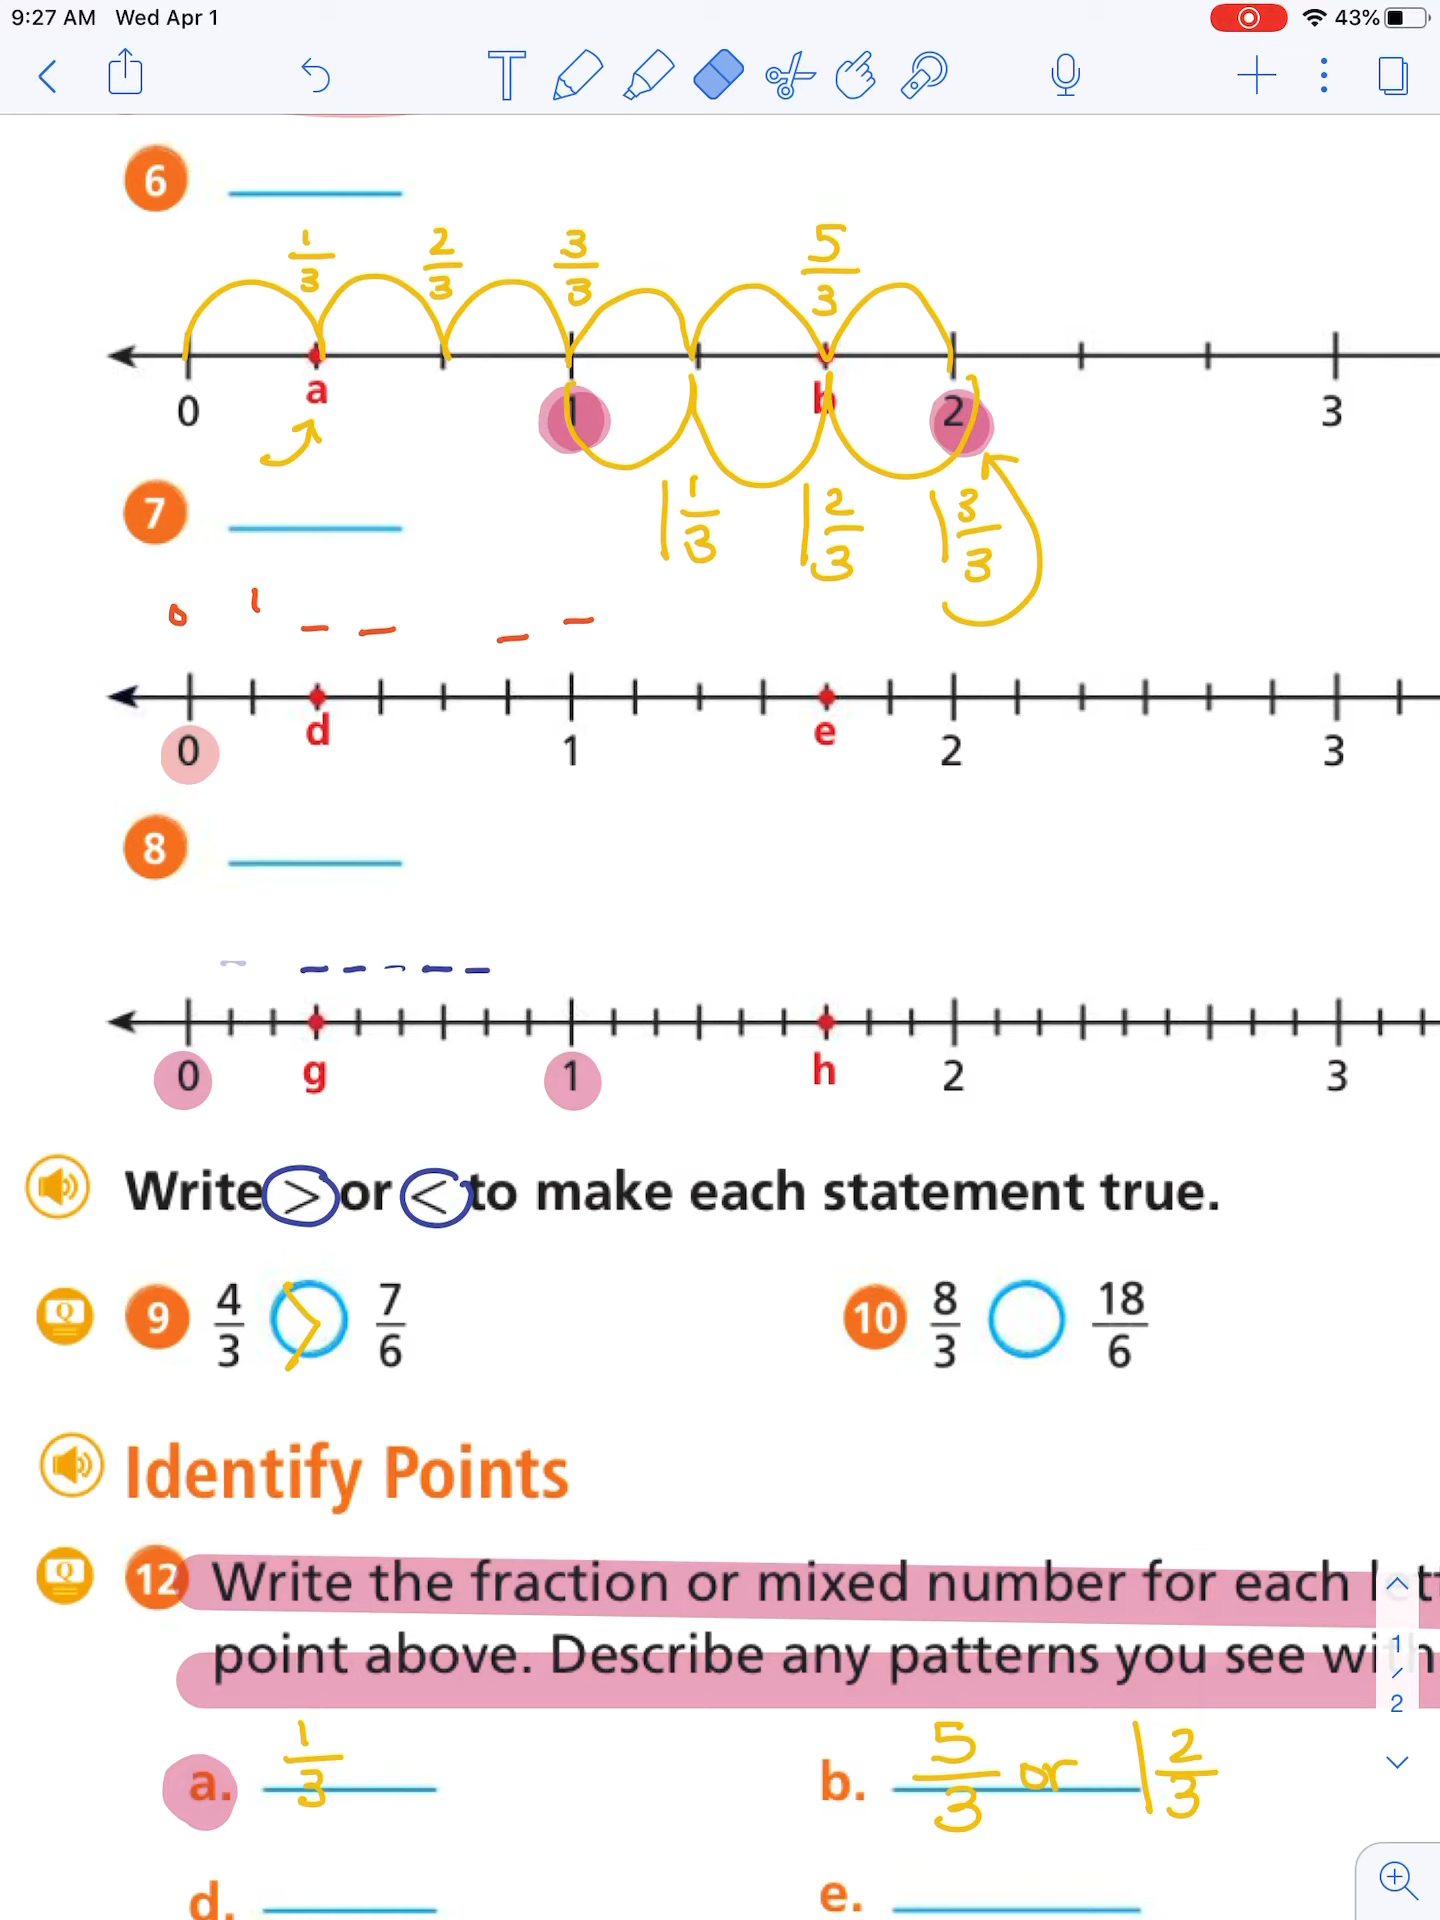 9:27 AM Wed Apr 1 43%
T
6
1/3 2/3 3/3 5/3
a b
0 1 2 3
7
1 1/3 1 2/3 1 3/3
0 1
d e
0 1 2 3
8
g h
0 1 2 3
Write > or < to make each statement true.
Q 9 4/3 > 7/6 10 8/3 18/6
Identify Points
Q 12 Write the fraction or mixed number for each
point above. Describe any patterns you see
1
/
2
a. 1/3 b. 5/3 or 1 2/3
d. e.